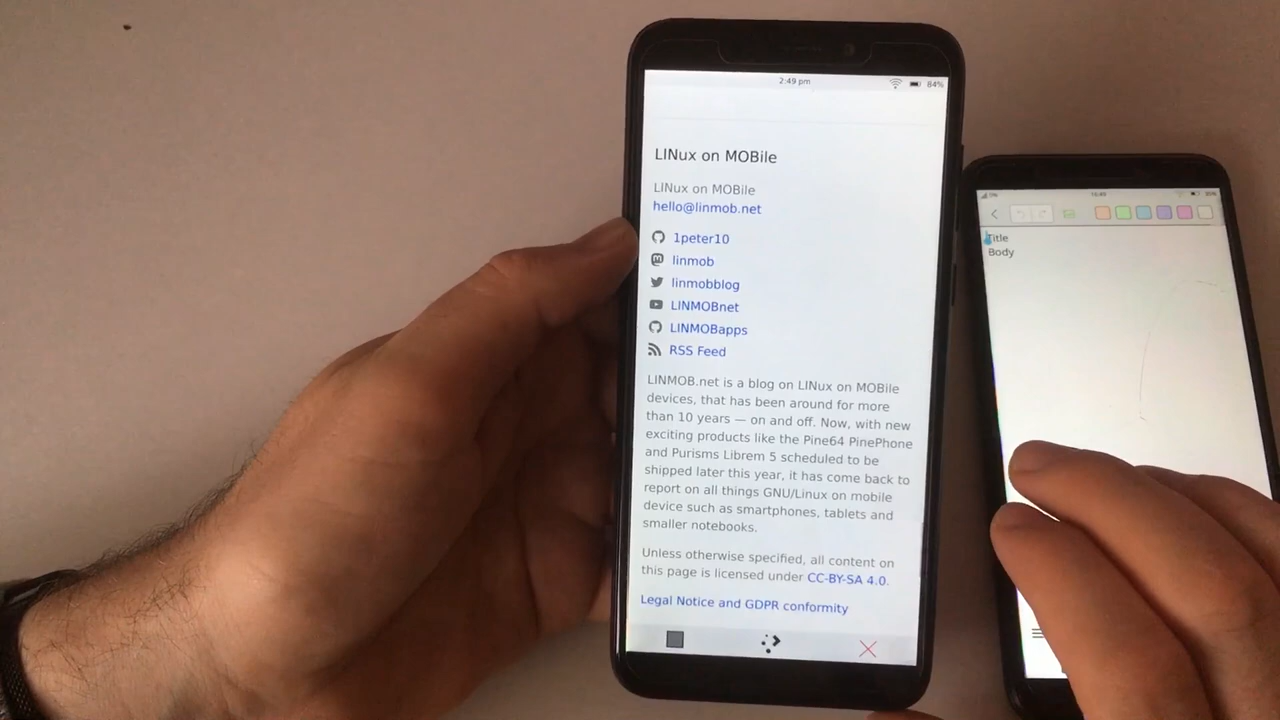 2:49 pm
84%
LINux on MOBile
LINux on MOBile
hello@linmob.net
1peter10
linmob
linmobblog
LINMOBnet
LINMOBapps
RSS Feed
LINMOB.net is a blog on LINux on MOBile
devices, that has been around for more
than 10 years — on and off. Now, with new
exciting products like the Pine64 PinePhone
and Purisms Librem 5 scheduled to be
shipped later this year, it has come back to
report on all things GNU/Linux on mobile
device such as smartphones, tablets and
smaller notebooks.
Unless otherwise specified, all content on
this page is licensed under CC-BY-SA 4.0.
Legal Notice and GDPR conformity
Title
Body